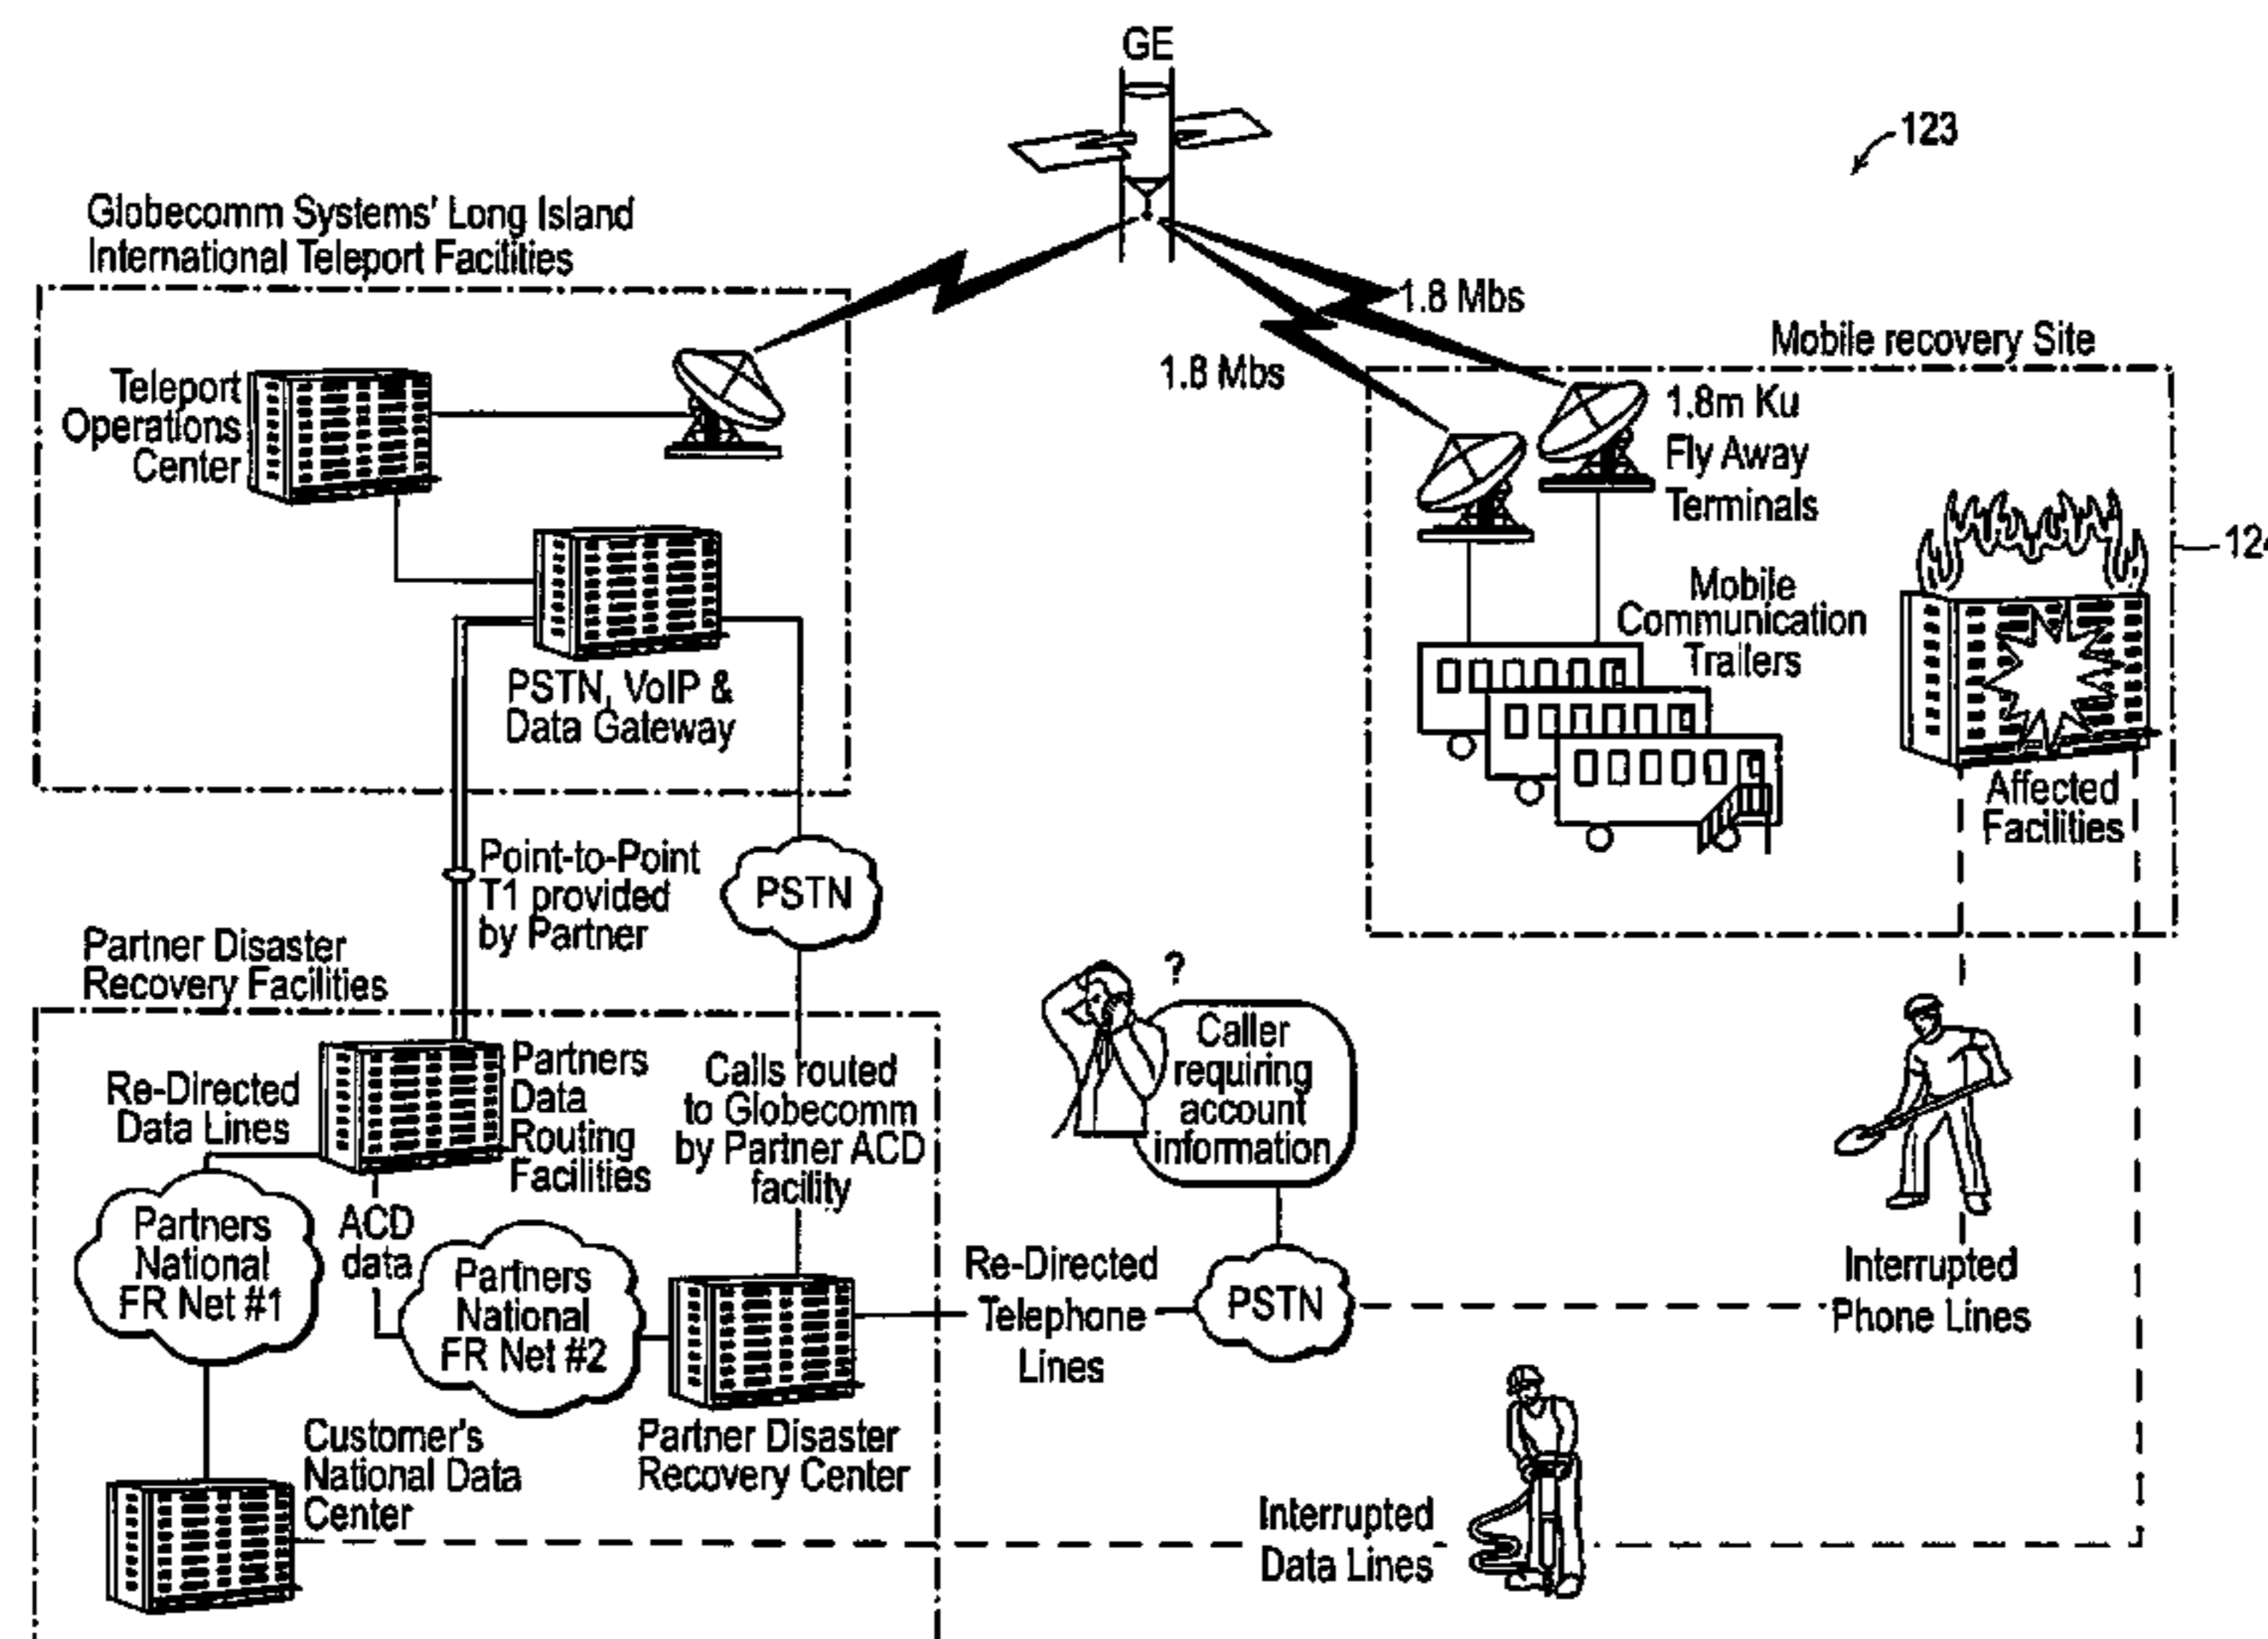 GE
123
Globecomm Systems' Long Island
International Teleport Facilities
1.8 Mbs
1.8 Mbs
Mobile recovery Site
Teleport
Operations
Center
1.8m Ku
Fly Away
Terminals
PSTN, VoIP &
Data Gateway
Mobile
Communication
Trailers
Affected
Facilities
Point-to-Point
T1 provided
by Partner
PSTN
Partner Disaster
Recovery Facilities
Re-Directed
Data Lines
Partners
Data
Routing
Facilities
Calls routed
to Globecomm
by Partner ACD
facility
?
Caller
requiring
account
information
Partners
National
FR Net #1
ACD
data
Partners
National
FR Net #2
Re-Directed
Telephone
Lines
PSTN
Interrupted
Phone Lines
Customer's
National Data
Center
Partner Disaster
Recovery Center
Interrupted
Data Lines